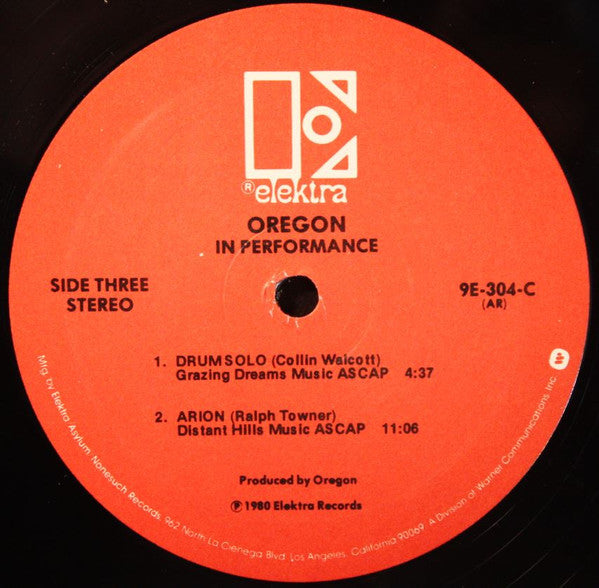 ® elektra
OREGON
IN PERFORMANCE
SIDE THREE
STEREO
9E-304-C
(AR)
1. DRUM SOLO (Collin Walcott)
Grazing Dreams Music ASCAP 4:37
2. ARION (Ralph Towner)
Distant Hills Music ASCAP 11:06
Produced by Oregon
℗ 1980 Elektra Records
Mfg. by Elektra Asylum, Nonesuch Records, 962 North La Cienega Blvd. Los Angeles, California 90069. A Division of Warner Communications, Inc.